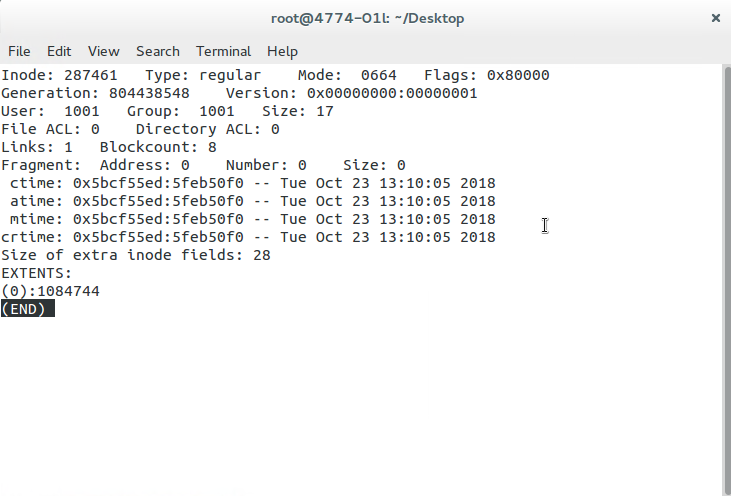 root@4774-01l: ~/Desktop
File Edit View Search Terminal Help
Inode: 287461   Type: regular    Mode:  0664   Flags: 0x80000
Generation: 804438548    Version: 0x00000000:00000001
User:  1001   Group:  1001   Size: 17
File ACL: 0    Directory ACL: 0
Links: 1   Blockcount: 8
Fragment:  Address: 0    Number: 0    Size: 0
 ctime: 0x5bcf55ed:5feb50f0 -- Tue Oct 23 13:10:05 2018
 atime: 0x5bcf55ed:5feb50f0 -- Tue Oct 23 13:10:05 2018
 mtime: 0x5bcf55ed:5feb50f0 -- Tue Oct 23 13:10:05 2018
crtime: 0x5bcf55ed:5feb50f0 -- Tue Oct 23 13:10:05 2018
Size of extra inode fields: 28
EXTENTS:
(0):1084744
(END)